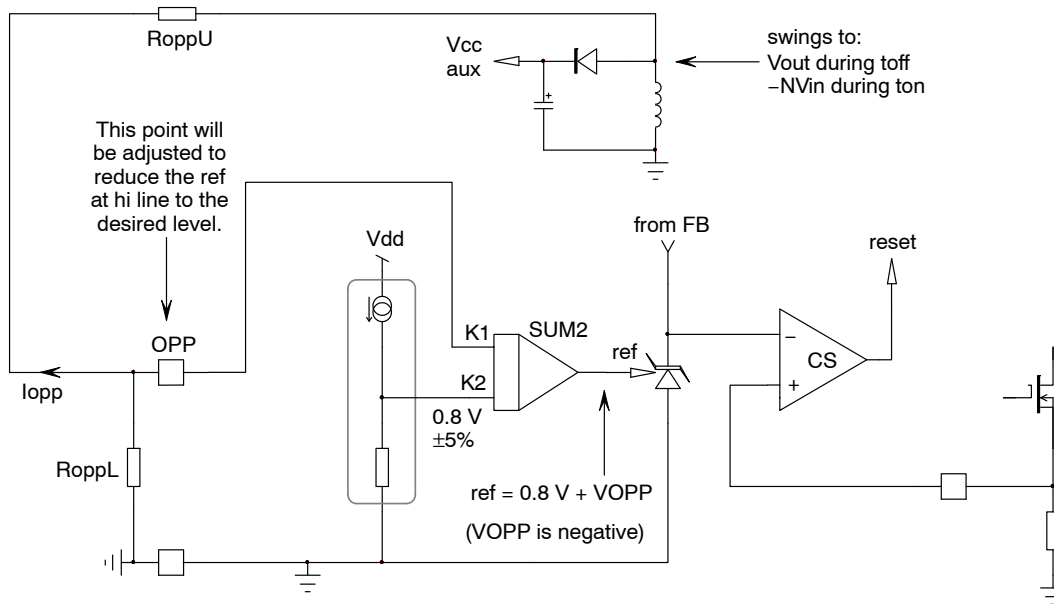 RoppU
Vcc
aux
+
swings to:
Vout during toff
−NVin during ton
This point will
be adjusted to
reduce the ref
at hi line to the
desired level.
Vdd
from FB
reset
OPP
K1
SUM2
ref
CS
−
+
Iopp
K2
0.8 V
±5%
RoppL
ref = 0.8 V + VOPP
(VOPP is negative)